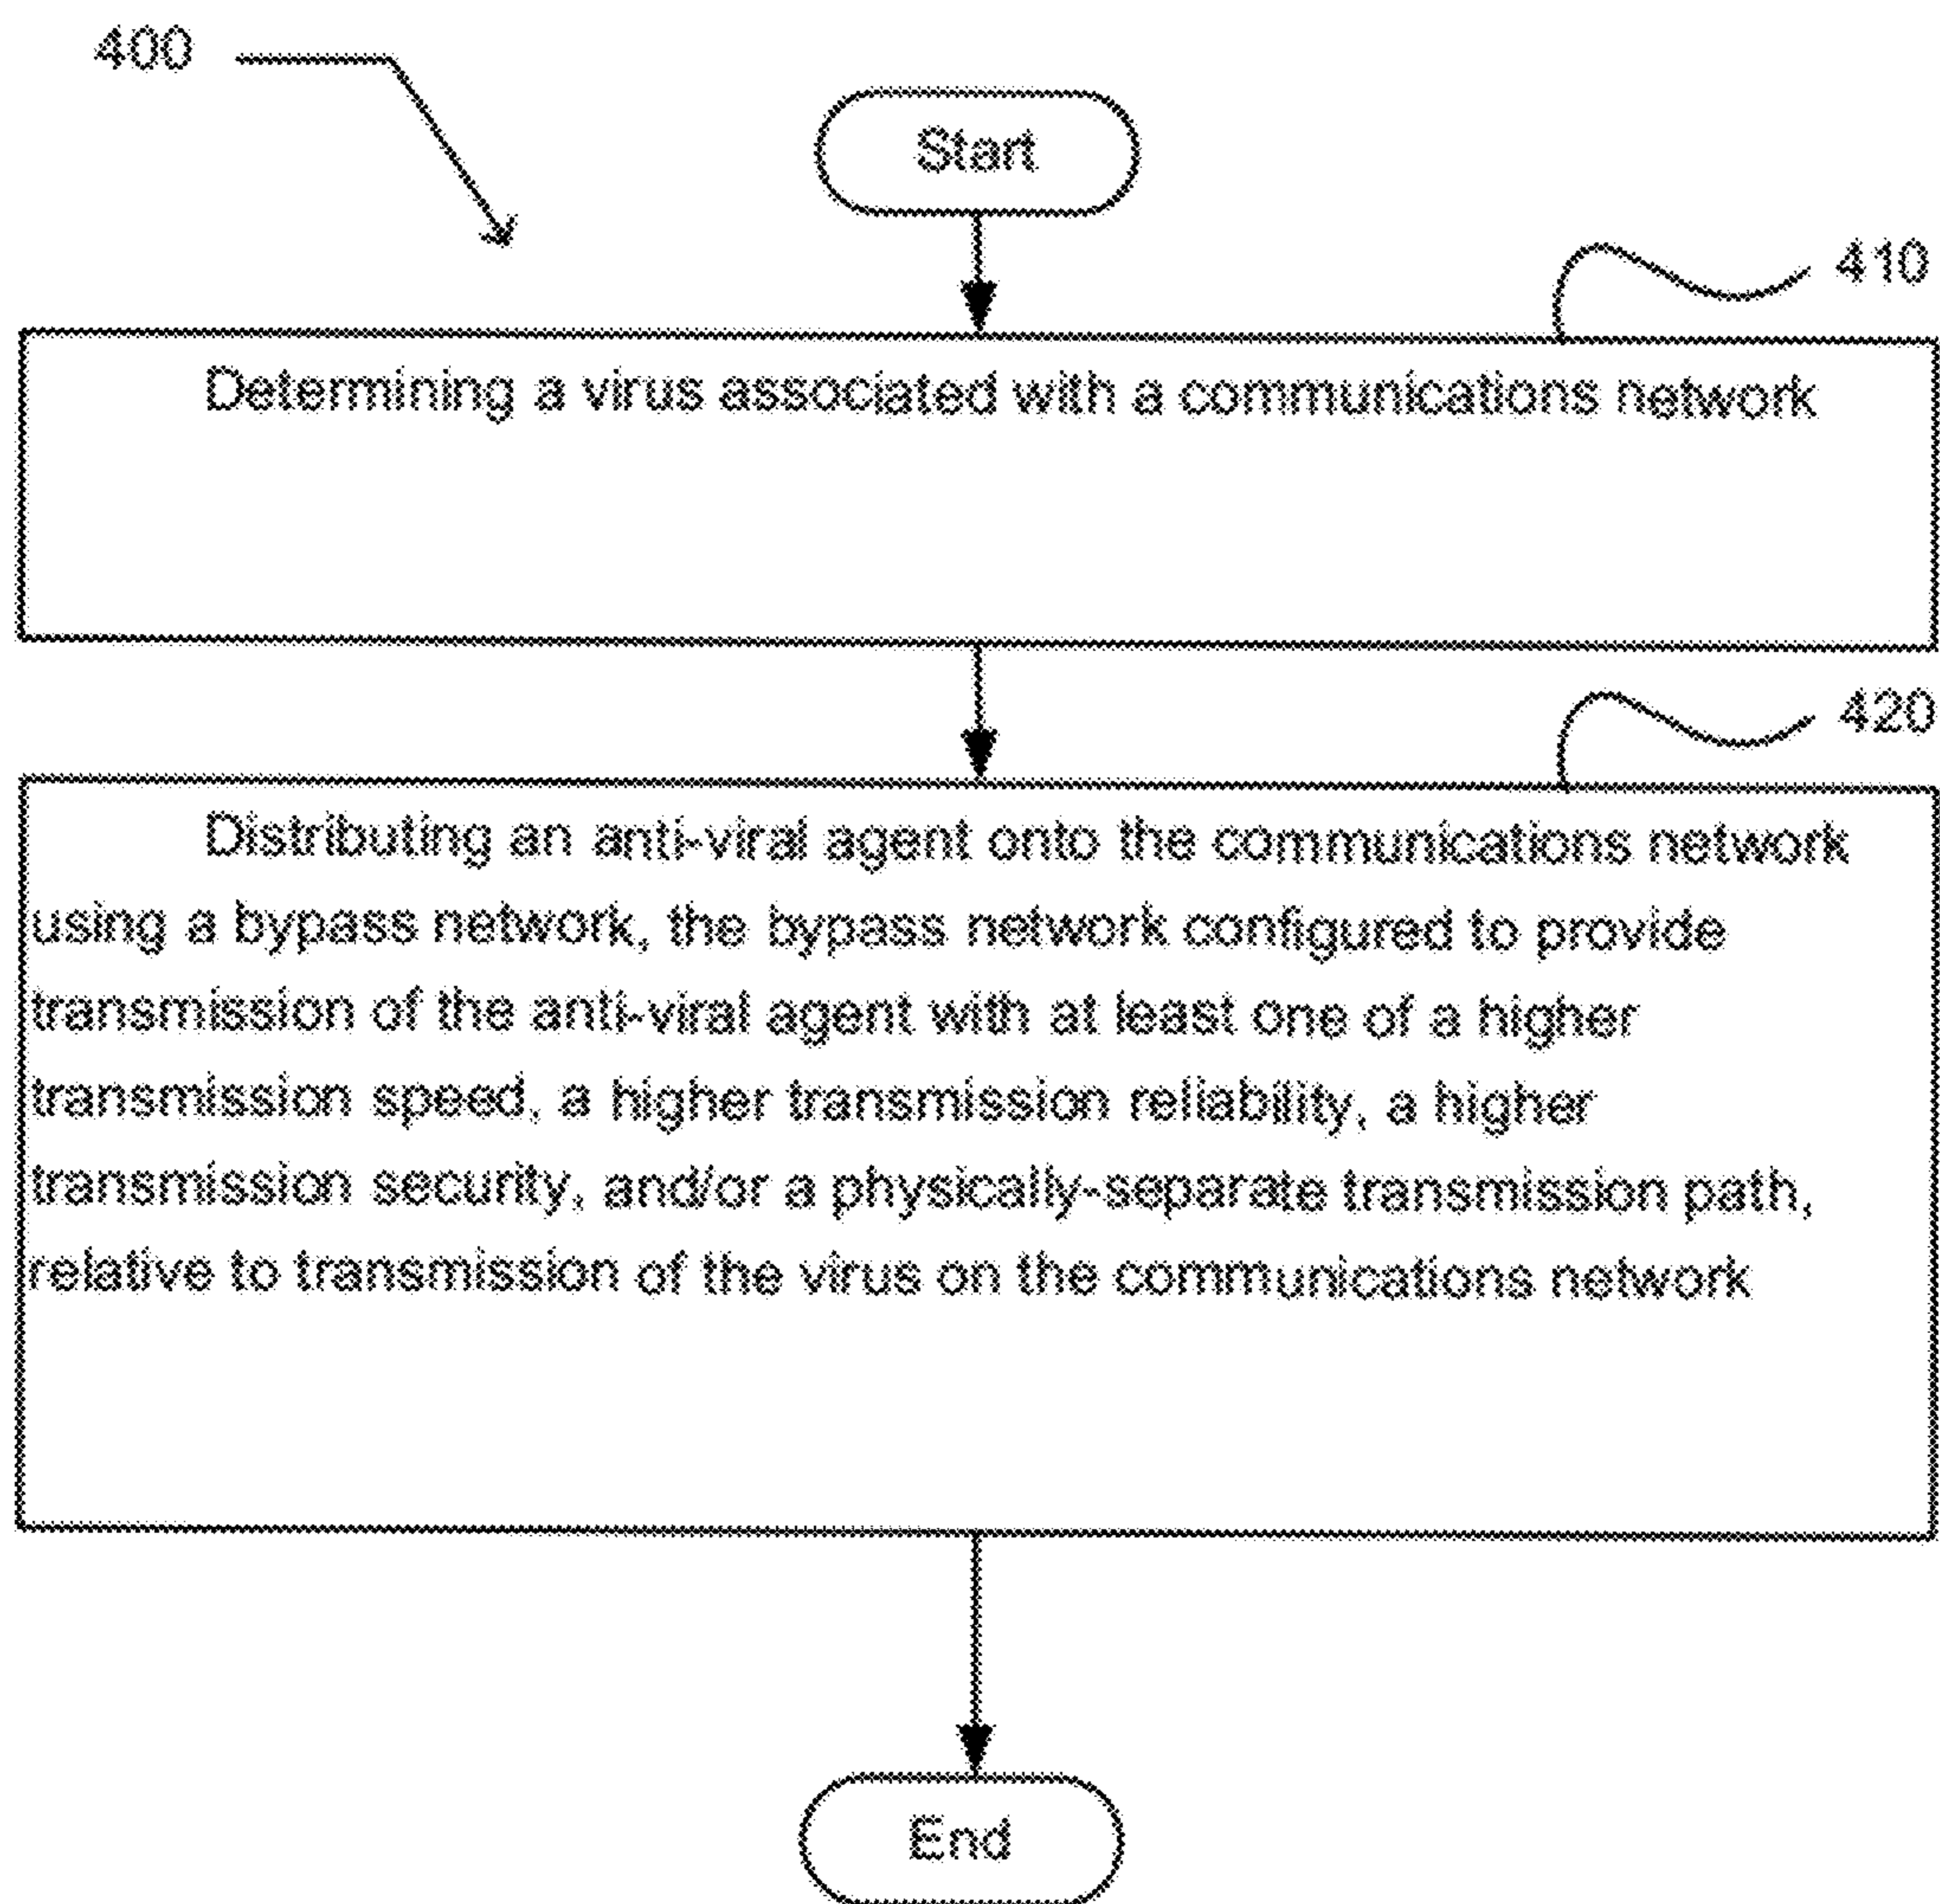 400
Start
410
Determining a virus associated with a communications network
420
Distributing an anti-viral agent onto the communications network
using a bypass network, the bypass network configured to provide
transmission of the anti-viral agent with at least one of a higher
transmission speed, a higher transmission reliability, a higher
transmission security, and/or a physically-separate transmission path,
relative to transmission of the virus on the communications network
End